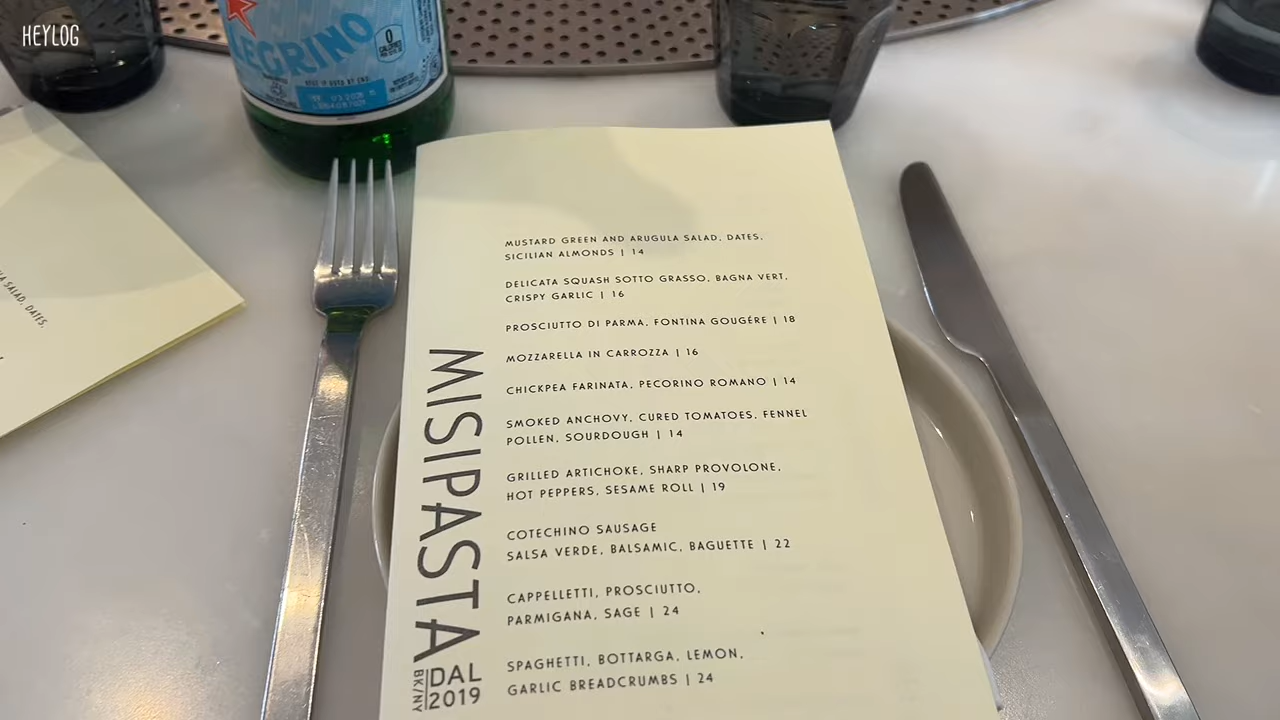 HEYLOG
EGRINO
0
MUSTARD GREEN AND ARUGULA SALAD, DATES,
SICILIAN ALMONDS | 14
DELICATA SQUASH SOTTO GRASSO, BAGNA VERT,
CRISPY GARLIC | 16
PROSCIUTTO DI PARMA, FONTINA GOUGÉRE | 18
MOZZARELLA IN CARROZZA | 16
CHICKPEA FARINATA, PECORINO ROMANO | 14
SMOKED ANCHOVY, CURED TOMATOES, FENNEL
POLLEN, SOURDOUGH | 14
GRILLED ARTICHOKE, SHARP PROVOLONE,
HOT PEPPERS, SESAME ROLL | 19
COTECHINO SAUSAGE
SALSA VERDE, BALSAMIC, BAGUETTE | 22
CAPPELLETTI, PROSCIUTTO,
PARMIGANA, SAGE | 24
SPAGHETTI, BOTTARGA, LEMON,
GARLIC BREADCRUMBS | 24
MISIPASTA
BK/NY
DAL
2019
SALAD, DATES,